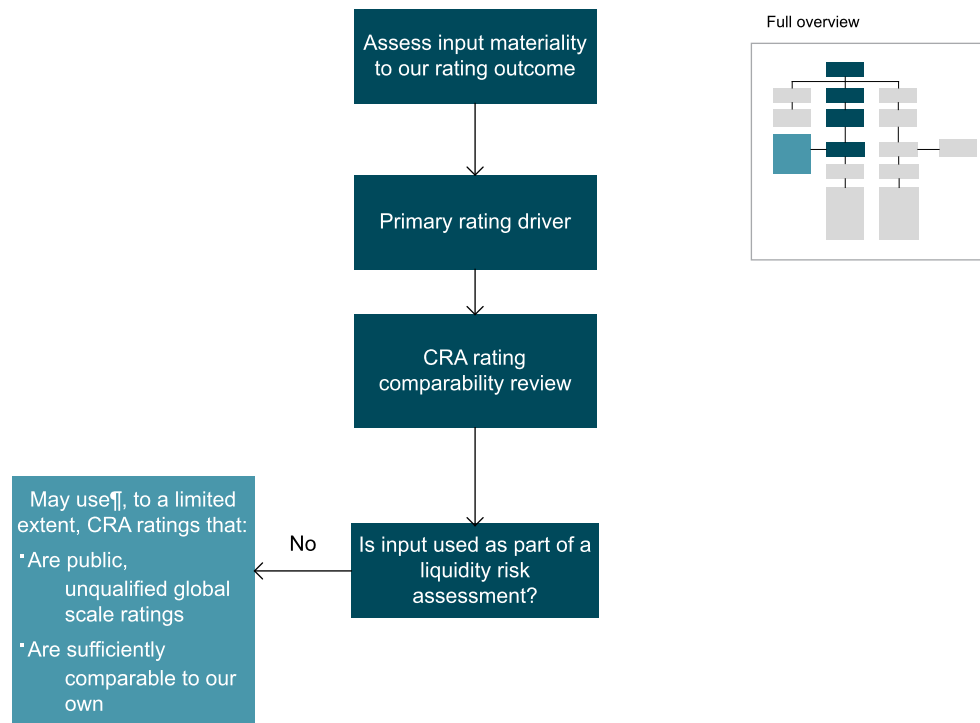 Full overview
Assess input materiality
to our rating outcome
Primary rating driver
CRA rating
comparability review
Is input used as part of a
liquidity risk
assessment?
No
May use¶, to a limited
extent, CRA ratings that:
▪Are public,
unqualified global
scale ratings
▪Are sufficiently
comparable to our
own